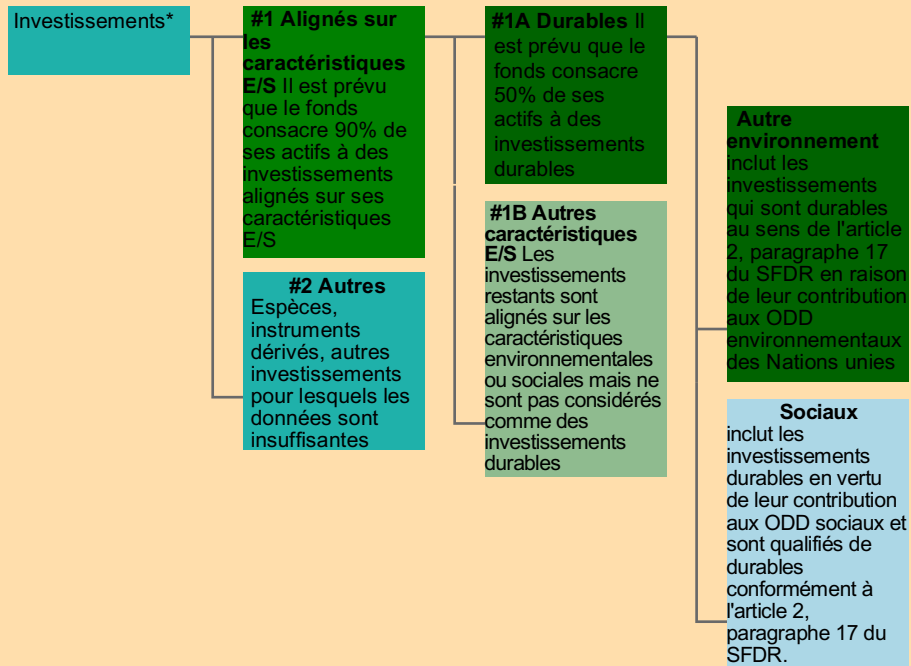 Investissements*
#1 Alignés sur
les
caractéristiques
E/S Il est prévu
que le fonds
consacre 90% de
ses actifs à des
investissements
alignés sur ses
caractéristiques
E/S
#2 Autres
Espèces,
instruments
dérivés, autres
investissements
pour lesquels les
données sont
insuffisantes
#1A Durables Il
est prévu que le
fonds consacre
50% de ses
actifs à des
investissements
durables
#1B Autres
caractéristiques
E/S Les
investissements
restants sont
alignés sur les
caractéristiques
environnementales
ou sociales mais ne
sont pas considérés
comme des
investissements
durables
Autre
environnement
inclut les
investissements
qui sont durables
au sens de l'article
2, paragraphe 17
du SFDR en raison
de leur contribution
aux ODD
environnementaux
des Nations unies
Sociaux
inclut les
investissements
durables en vertu
de leur contribution
aux ODD sociaux et
sont qualifiés de
durables
conformément à
l'article 2,
paragraphe 17 du
SFDR.